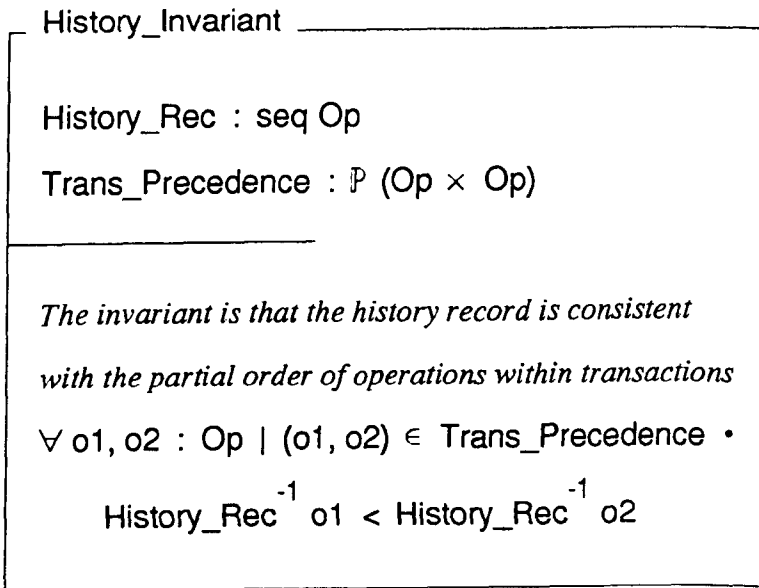 History_Invariant
History_Rec : seq Op
Trans_Precedence : ℙ (Op × Op)
The invariant is that the history record is consistent
with the partial order of operations within transactions
∀ o1, o2 : Op | (o1, o2) ∈ Trans_Precedence •
History_Rec⁻¹ o1 < History_Rec⁻¹ o2